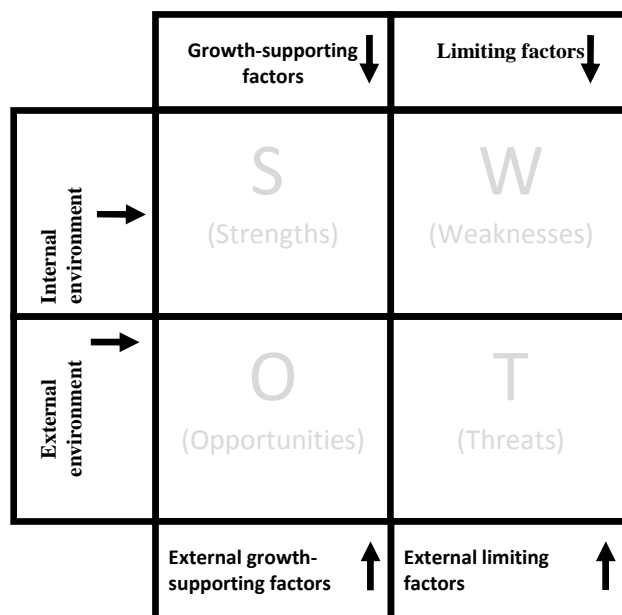 Growth-supporting
factors
Limiting factors
Internal
environment
S
(Strengths)
W
(Weaknesses)
External
environment
O
(Opportunities)
T
(Threats)
External growth-
supporting factors
External limiting
factors